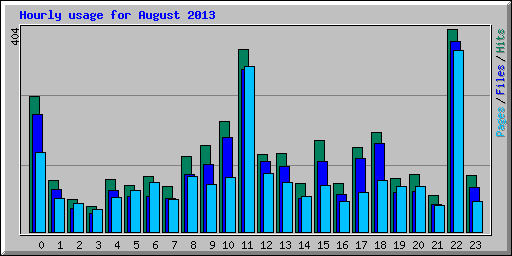 Hourly usage for August 2013
404
Pages / Files / Hits
0 1 2 3 4 5 6 7 8 9 10 11 12 13 14 15 16 17 18 19 20 21 22 23